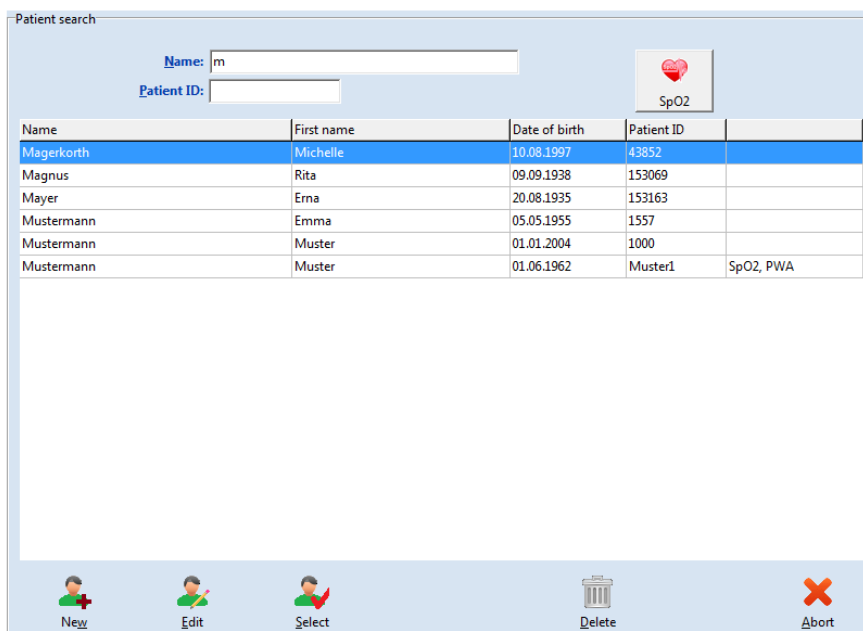 Patient search
Name: m
Patient ID:
SpO2
Name First name Date of birth Patient ID
Magerkorth Michelle 10.08.1997 43852
Magnus Rita 09.09.1938 153069
Mayer Erna 20.08.1935 153163
Mustermann Emma 05.05.1955 1557
Mustermann Muster 01.01.2004 1000
Mustermann Muster 01.06.1962 Muster1 SpO2, PWA
New Edit Select Delete Abort